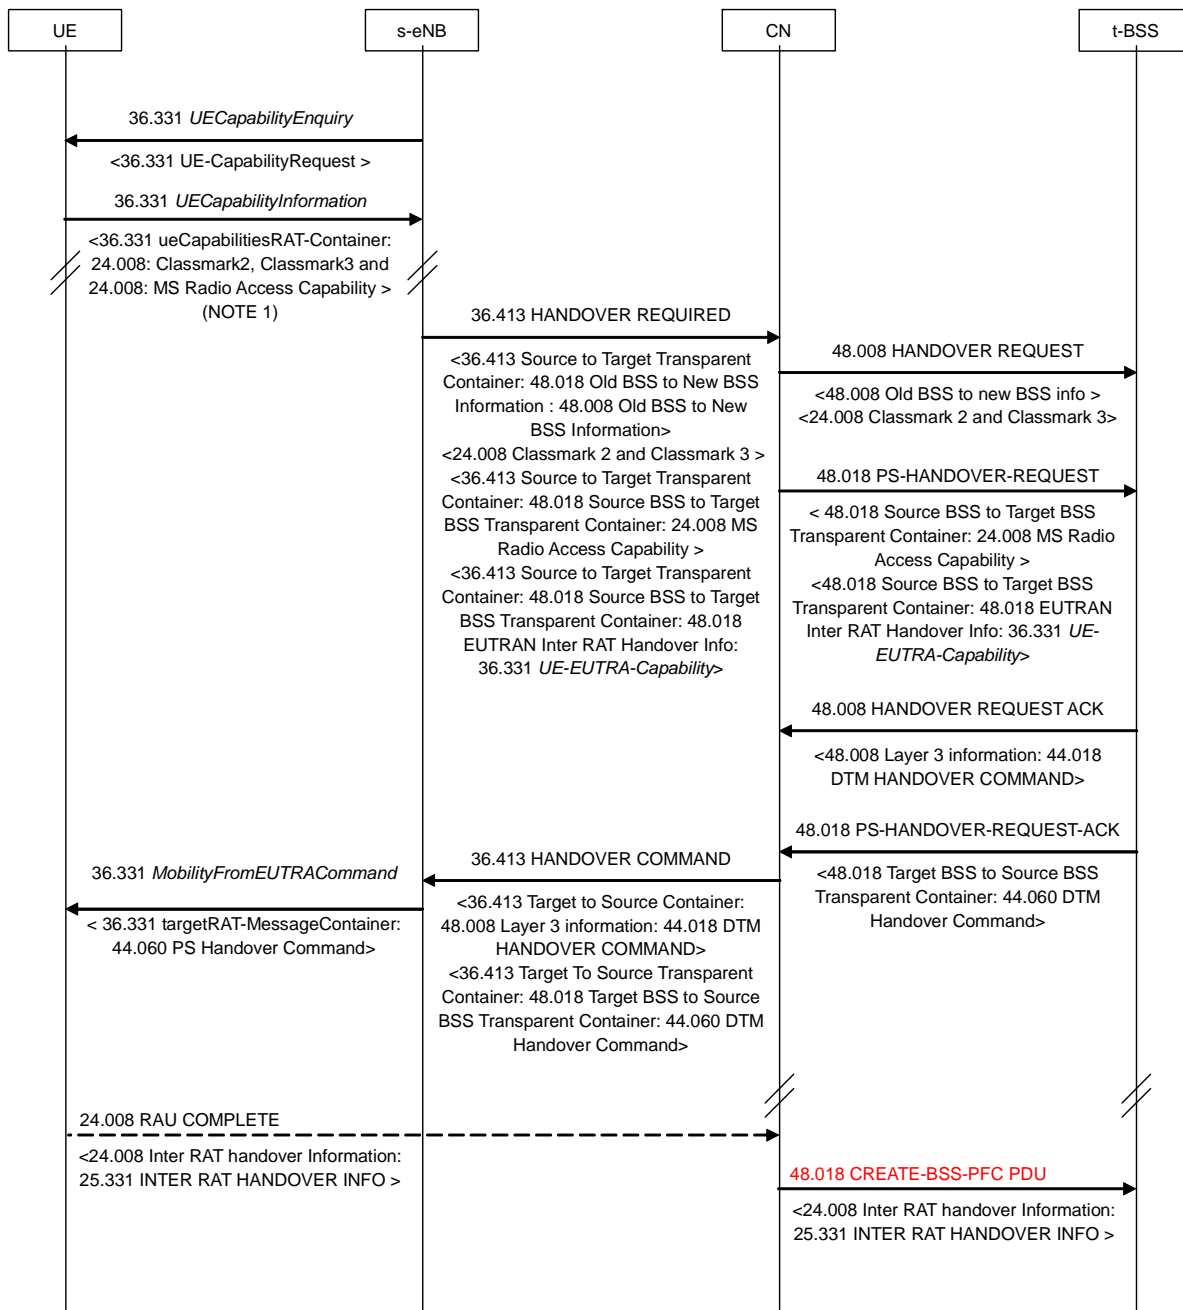 UE
s-eNB
CN
t-BSS
36.331 UECapabilityEnquiry
<36.331 UE-CapabilityRequest >
36.331 UECapabilityInformation
<36.331 ueCapabilitiesRAT-Container:
24.008: Classmark2, Classmark3 and
24.008: MS Radio Access Capability >
(NOTE 1)
36.413 HANDOVER REQUIRED
<36.413 Source to Target Transparent
Container: 48.018 Old BSS to New BSS
Information : 48.008 Old BSS to New
BSS Information>
<24.008 Classmark 2 and Classmark 3 >
<36.413 Source to Target Transparent
Container: 48.018 Source BSS to Target
BSS Transparent Container: 24.008 MS
Radio Access Capability >
<36.413 Source to Target Transparent
Container: 48.018 Source BSS to Target
BSS Transparent Container: 48.018
EUTRAN Inter RAT Handover Info:
36.331 UE-EUTRA-Capability>
48.008 HANDOVER REQUEST
<48.008 Old BSS to new BSS info >
<24.008 Classmark 2 and Classmark 3>
48.018 PS-HANDOVER-REQUEST
< 48.018 Source BSS to Target BSS
Transparent Container: 24.008 MS Radio
Access Capability >
<48.018 Source BSS to Target BSS
Transparent Container: 48.018 EUTRAN
Inter RAT Handover Info: 36.331 UE-
EUTRA-Capability>
48.008 HANDOVER REQUEST ACK
<48.008 Layer 3 information: 44.018
DTM HANDOVER COMMAND>
48.018 PS-HANDOVER-REQUEST-ACK
<48.018 Target BSS to Source BSS
Transparent Container: 44.060 DTM
Handover Command>
36.413 HANDOVER COMMAND
<36.413 Target to Source Container:
48.008 Layer 3 information: 44.018 DTM
HANDOVER COMMAND>
<36.413 Target To Source Transparent
Container: 48.018 Target BSS to Source
BSS Transparent Container: 44.060 DTM
Handover Command>
36.331 MobilityFromEUTRACommand
< 36.331 targetRAT-MessageContainer:
44.060 PS Handover Command>
24.008 RAU COMPLETE
<24.008 Inter RAT handover Information:
25.331 INTER RAT HANDOVER INFO >
48.018 CREATE-BSS-PFC PDU
<24.008 Inter RAT handover Information:
25.331 INTER RAT HANDOVER INFO >